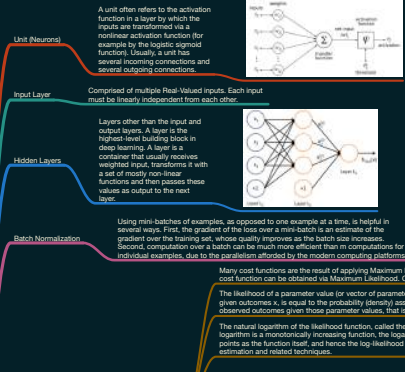 A unit often refers to the activation
function in a layer by which the
inputs are transformed via a
nonlinear activation function (for
example by the logistic sigmoid
function). Usually, a unit has
several incoming connections and
several outgoing connections.
Unit (Neurons)
inputs
weights
activation
function
net input
transfer
function
activation
threshold
Input Layer
Comprised of multiple Real-Valued inputs. Each input
must be linearly independent from each other.
Layers other than the input and
output layers. A layer is the
highest-level building block in
deep learning. A layer is a
container that usually receives
weighted input, transforms it with
a set of mostly non-linear
functions and then passes these
values as output to the next
layer.
Hidden Layers
Using mini-batches of examples, as opposed to one example at a time, is helpful in
several ways. First, the gradient of the loss over a mini-batch is an estimate of the
gradient over the training set, whose quality improves as the batch size increases.
Second, computation over a batch can be much more efficient than m computations for
individual examples, due to the parallelism afforded by the modern computing platforms
Batch Normalization
Many cost functions are the result of applying Maximum
cost function can be obtained via Maximum Likelihood.
The likelihood of a parameter value (or vector of parameter
given outcomes x, is equal to the probability (density) ass
observed outcomes given those parameter values, that is
The natural logarithm of the likelihood function, called the
logarithm is a monotonically increasing function, the loga
points as the function itself, and hence the log-likelihood
estimation and related techniques.